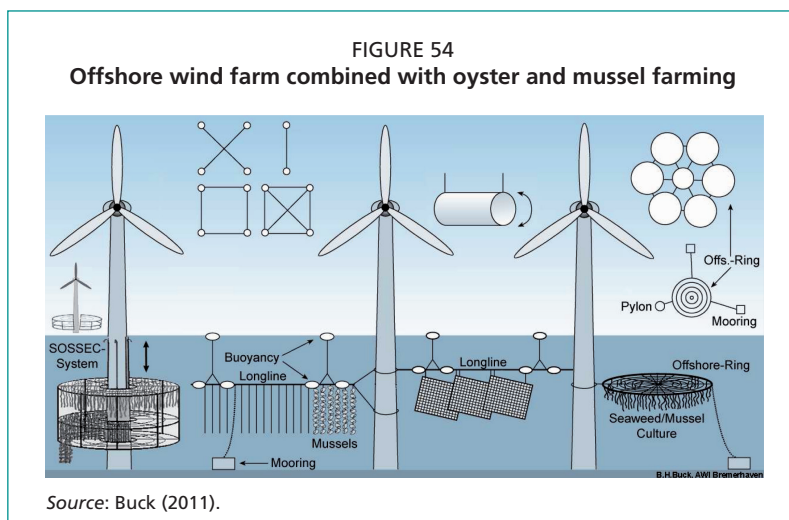 FIGURE 54
Offshore wind farm combined with oyster and mussel farming
Offs.-Ring
Pylon
Mooring
SOSSEC-
System
Buoyancy
Longline
Mussels
Mooring
Longline
Offshore-Ring
Seaweed/Mussel
Culture
B.H.Buck, AWI Bremerhaven
Source: Buck (2011).